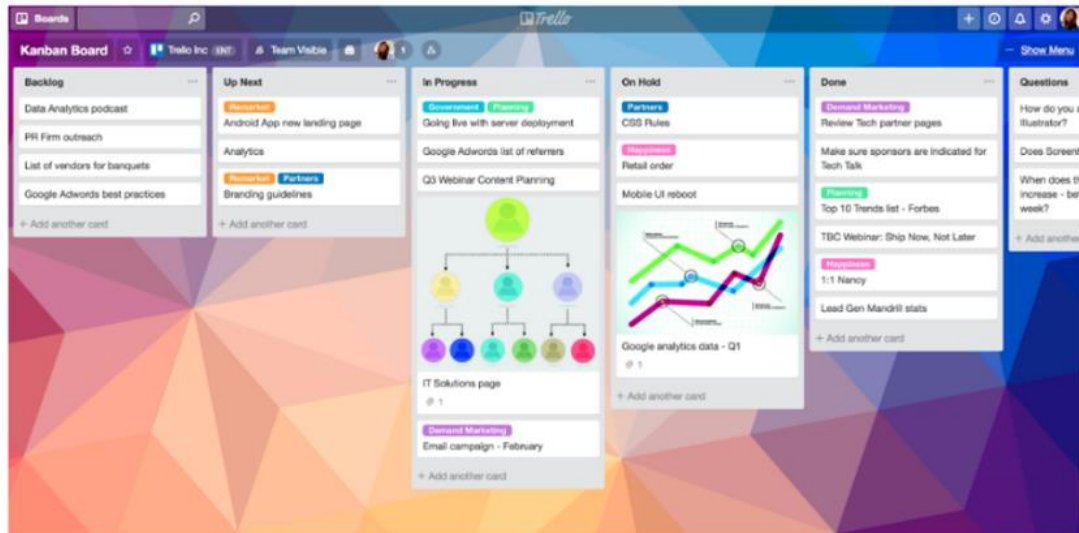 Boards
Trello
Kanban Board
Trello Inc ENT
Team Visible
1
Show Menu
Backlog
Data Analytics podcast
PR Firm outreach
List of vendors for banquets
Google Adwords best practices
+ Add another card
Up Next
Remarket
Android App new landing page
Analytics
Remarket Partners
Branding guidelines
+ Add another card
In Progress
Government Planning
Going live with server deployment
Google Adwords list of referrers
Q3 Webinar Content Planning
IT Solutions page
1
Demand Marketing
Email campaign - February
+ Add another card
On Hold
Partners
CSS Rules
Happiness
Retail order
Mobile UI reboot
Google analytics data - Q1
1
+ Add another card
Done
Demand Marketing
Review Tech partner pages
Make sure sponsors are indicated for
Tech Talk
Planning
Top 10 Trends list - Forbes
TBC Webinar: Ship Now, Not Later
Happiness
1:1 Nancy
Lead Gen Mandrill stats
+ Add another card
Questions
How do you
Illustrator?
Does
When does
increase -
week?
+ Add another